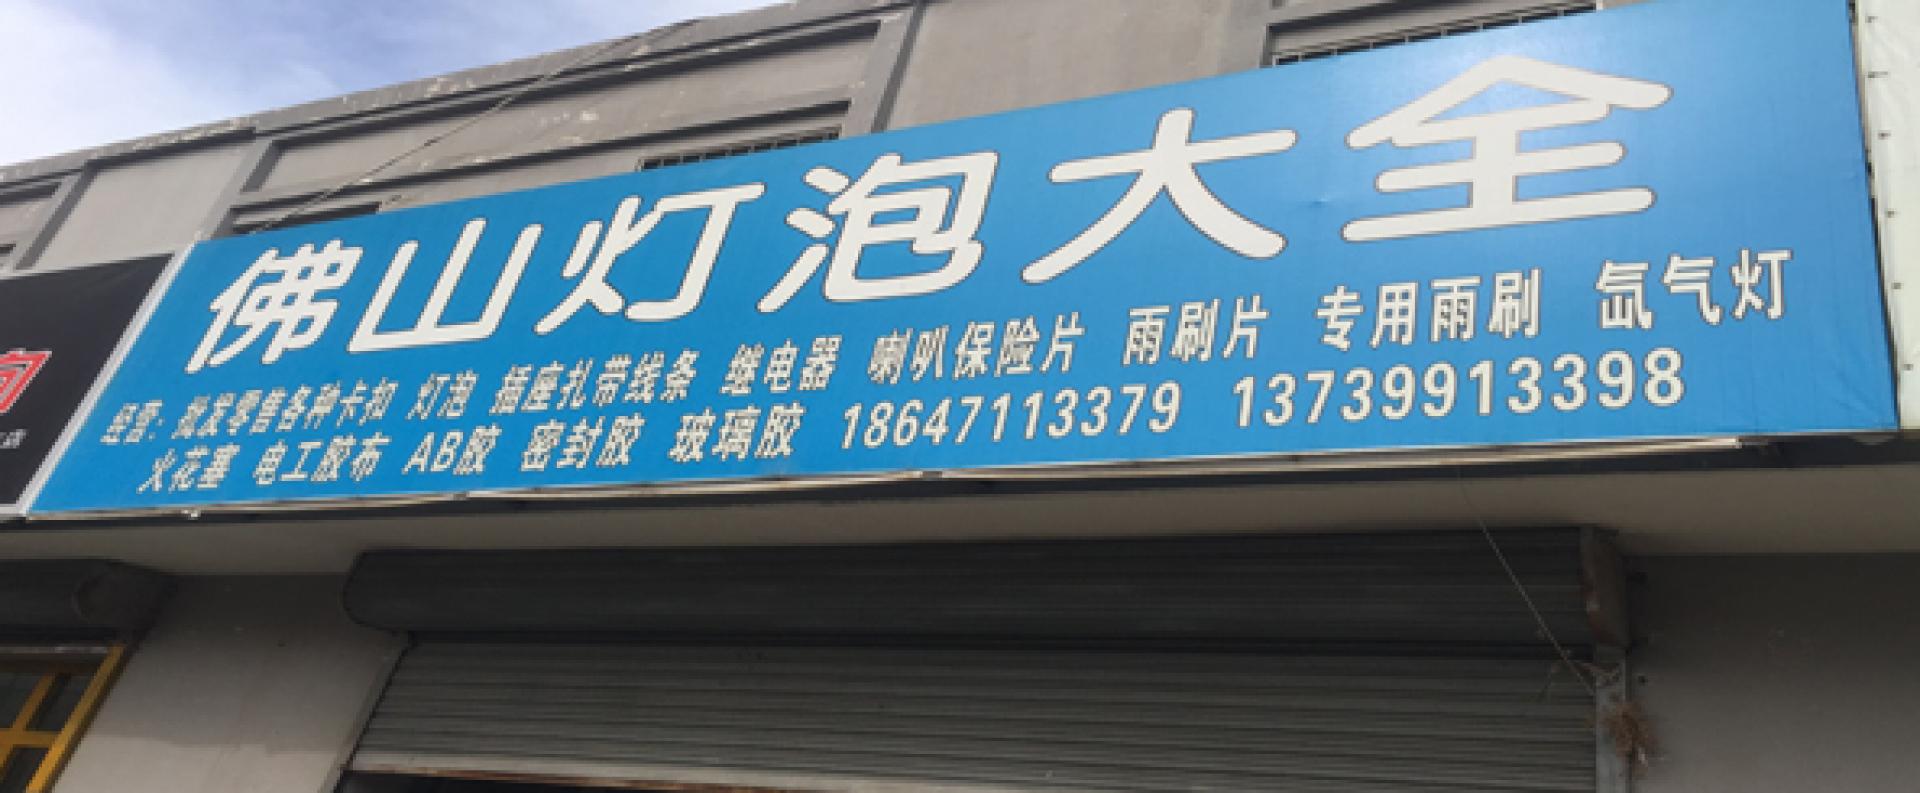 佛山灯泡大全
经营：批发零售各种卡扣 灯泡 插座扎带线条 继电器 喇叭保险片 雨刷片 专用雨刷 氙气灯
火花塞 电工胶布 AB胶 密封胶 玻璃胶 18647113379 13739913398
店